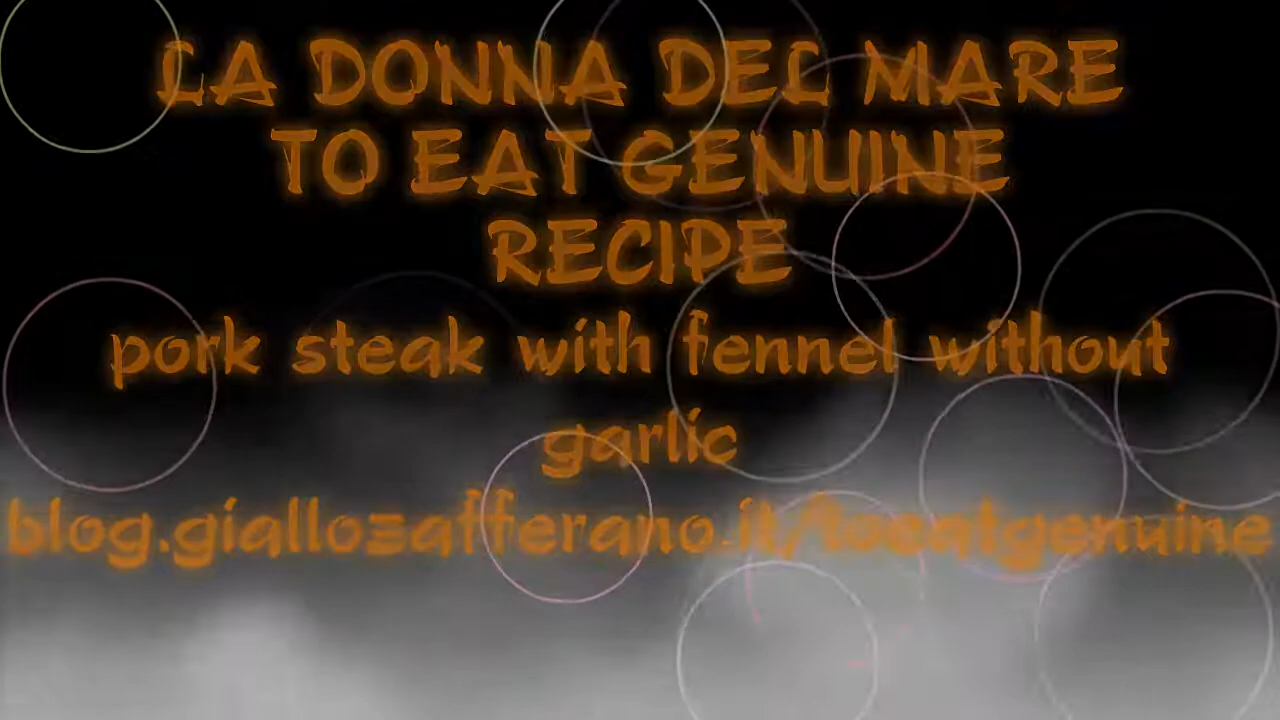 LA DONNA DEL MARE
TO EAT GENUINE
RECIPE
pork steak with fennel without
garlic
blog.giallozafferano.it/toeatgenuine